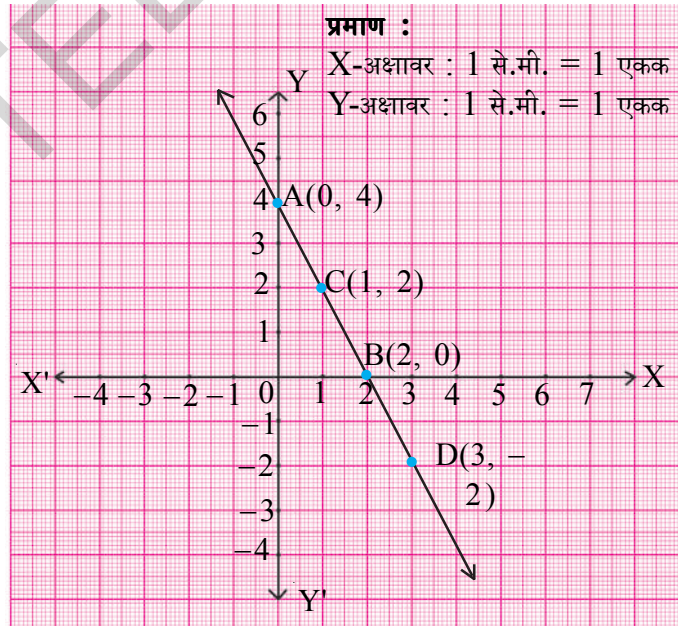 प्रमाण :
X-अक्षावर : 1 से.मी. = 1 एकक
Y-अक्षावर : 1 से.मी. = 1 एकक
Y
6
5
4 A(0, 4)
3
2 C(1, 2)
1
B(2, 0)
X' −4 −3 −2 −1 0 1 2 3 4 5 6 7 X
−1
−2 D(3, −
2)
−3
−4
Y'